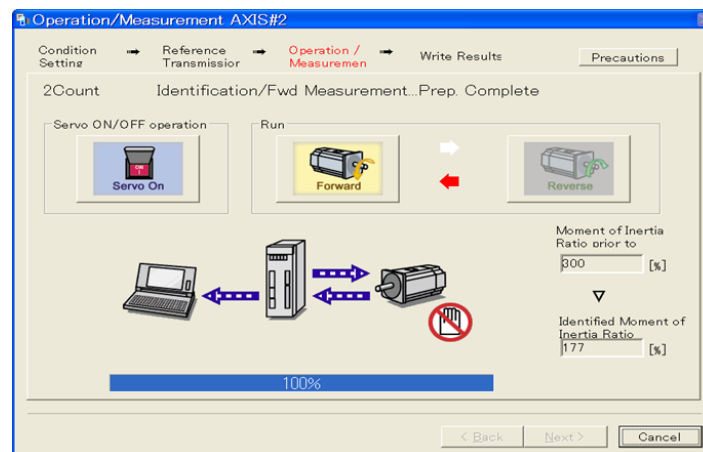 Operation/Measurement AXIS#2
Condition Setting
Reference Transmissior
Operation / Measuremen
Write Results
Precautions
2Count Identification/Fwd Measurement...Prep. Complete
Servo ON/OFF operation
Run
Servo On
Forward
Reverse
Moment of Inertia
Ratio prior to
300 [%]
Identified Moment of
Inertia Ratio
177 [%]
100%
< Back
Next >
Cancel